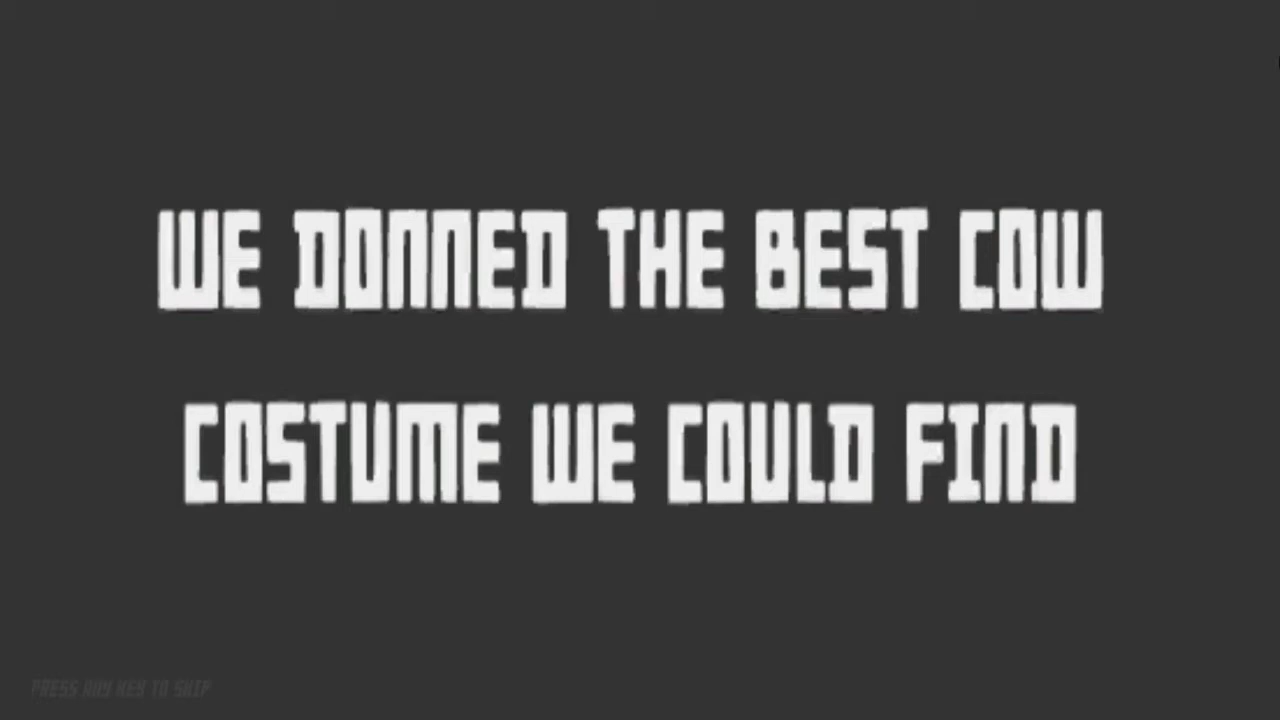 WE DONNED THE BEST COW
COSTUME WE COULD FIND
PRESS ANY KEY TO SKIP